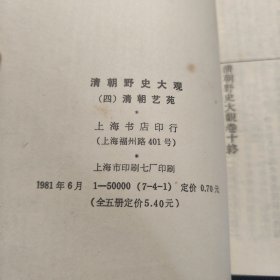 清朝野史大观
(四)清朝艺苑
*
上海书店印行
(上海福州路401号)
*
上海市印刷七厂印刷
1981年6月 1—50000 (7-4-1) 定价 0.70元
(全五册定价5.40元)
清朝野史大觀卷十終